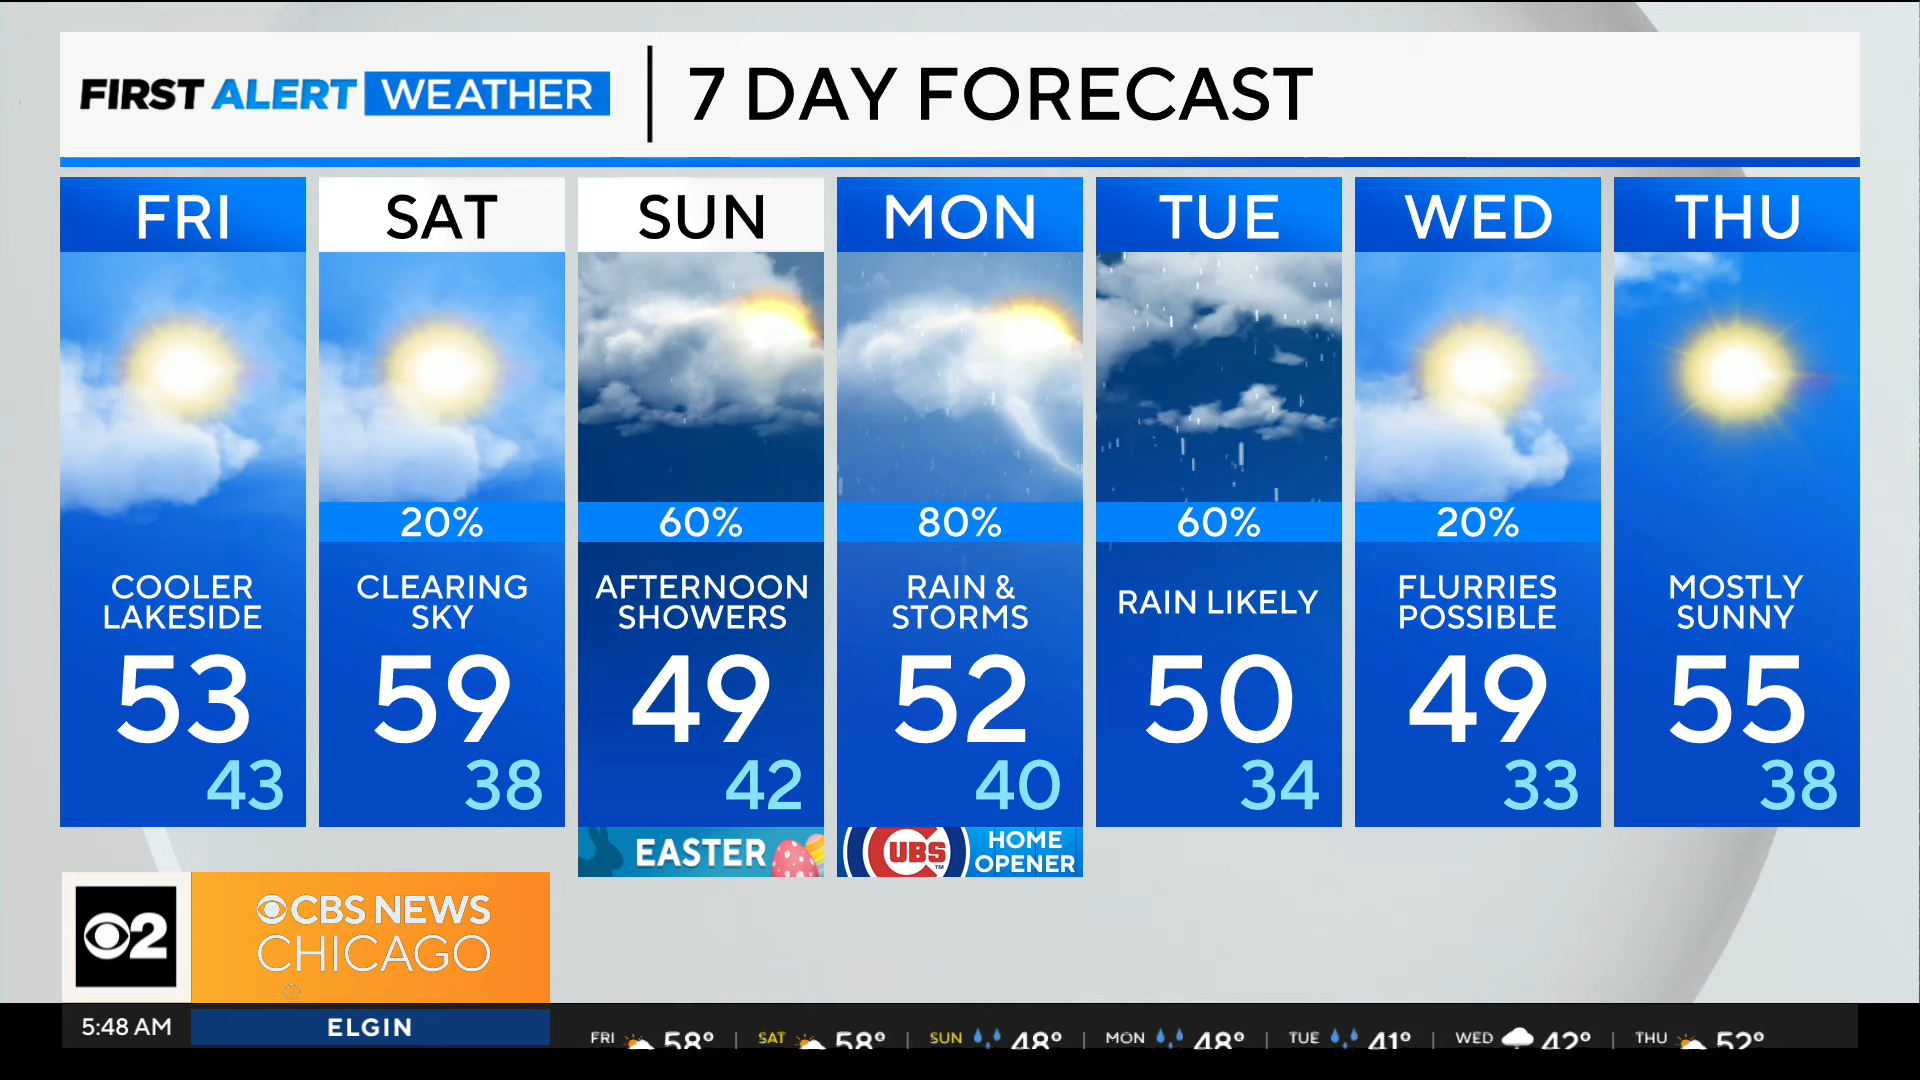 FIRST ALERT WEATHER
7 DAY FORECAST
FRI
COOLER
LAKESIDE
53
43
SAT
20%
CLEARING
SKY
59
38
SUN
60%
AFTERNOON
SHOWERS
49
42
EASTER
MON
80%
RAIN &
STORMS
52
40
CUBS
TM
HOME
OPENER
TUE
60%
RAIN LIKELY
50
34
WED
20%
FLURRIES
POSSIBLE
49
33
THU
MOSTLY
SUNNY
55
38
2
CBS NEWS
CHICAGO
5:48 AM
ELGIN
FRI 58° | SAT 58° | SUN 48° | MON 48° | TUE 41° | WED 42° | THU 52°